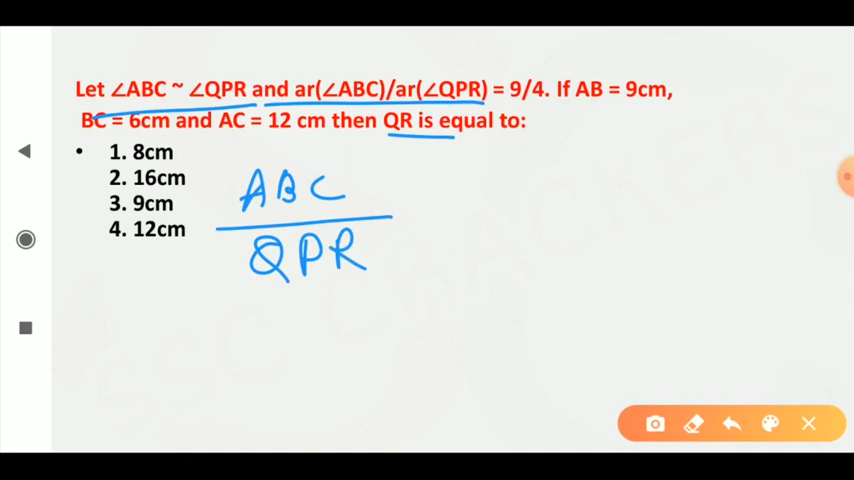 Let ∠ABC ~ ∠QPR and ar(∠ABC)/ar(∠QPR) = 9/4. If AB = 9cm,
BC = 6cm and AC = 12 cm then QR is equal to:
• 1. 8cm
2. 16cm
3. 9cm
4. 12cm
ABC
QPR